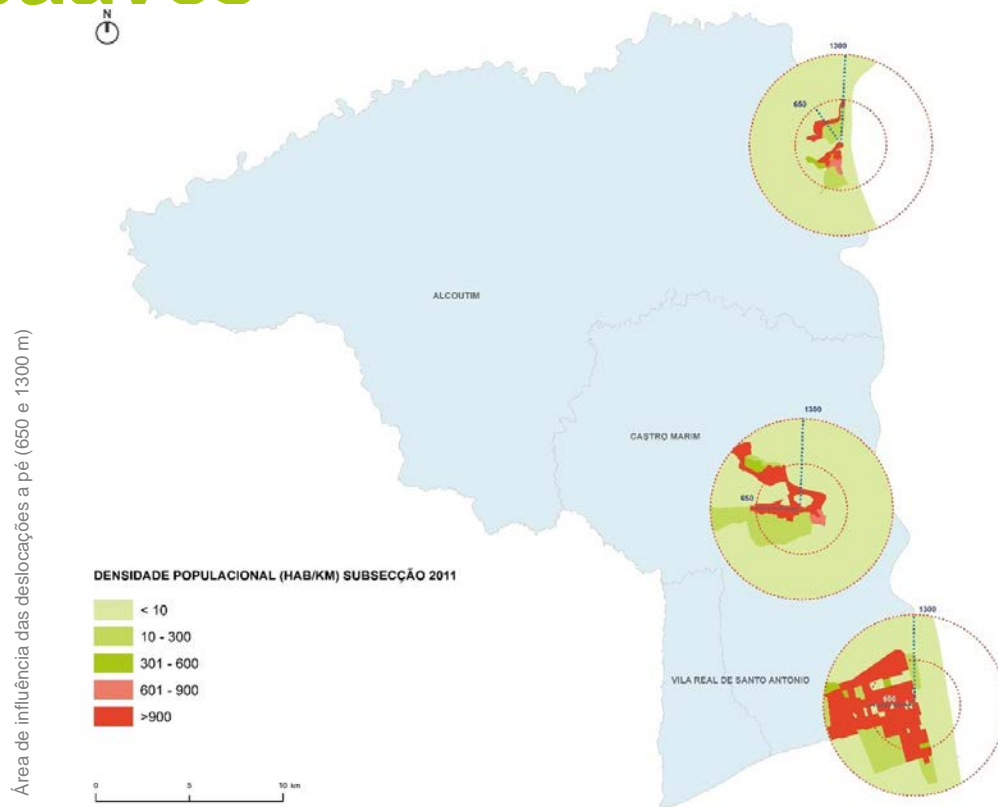 N
1300
650
ALCOUTIM
CASTRO MARIM
1300
650
1300
VILA REAL DE SANTO ANTONIO
650
Área de influência das deslocações a pé (650 e 1300 m)
DENSIDADE POPULACIONAL (HAB/KM) SUBSECÇÃO 2011
< 10
10 - 300
301 - 600
601 - 900
>900
0 5 10 km